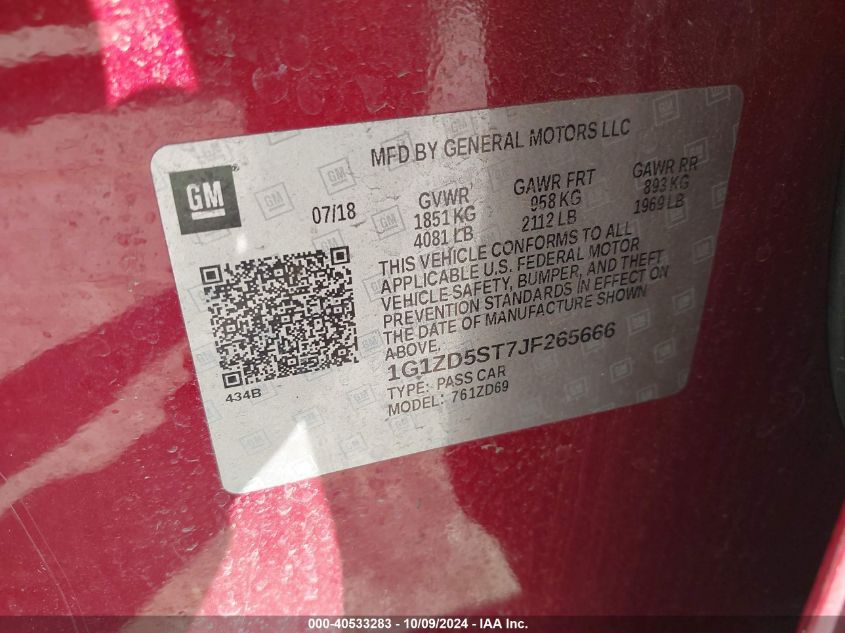 MFD BY GENERAL MOTORS LLC
GM
07/18
GVWR GAWR FRT GAWR RR
1851 KG 958 KG 893 KG
4081 LB 2112 LB 1969 LB
THIS VEHICLE CONFORMS TO ALL
APPLICABLE U.S. FEDERAL MOTOR
VEHICLE SAFETY, BUMPER, AND THEFT
PREVENTION STANDARDS IN EFFECT ON
THE DATE OF MANUFACTURE SHOWN
ABOVE.
1G1ZD5ST7JF265666
434B
TYPE: PASS CAR
MODEL: 761ZD69
000-40533283 - 10/09/2024 - IAA Inc.